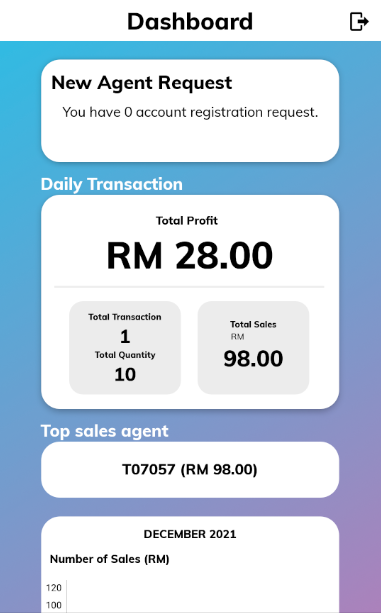 Dashboard
New Agent Request
You have 0 account registration request.
Daily Transaction
Total Profit
RM 28.00
Total Transaction
1
Total Quantity
10
Total Sales
RM
98.00
Top sales agent
T07057 (RM 98.00)
DECEMBER 2021
Number of Sales (RM)
120
100